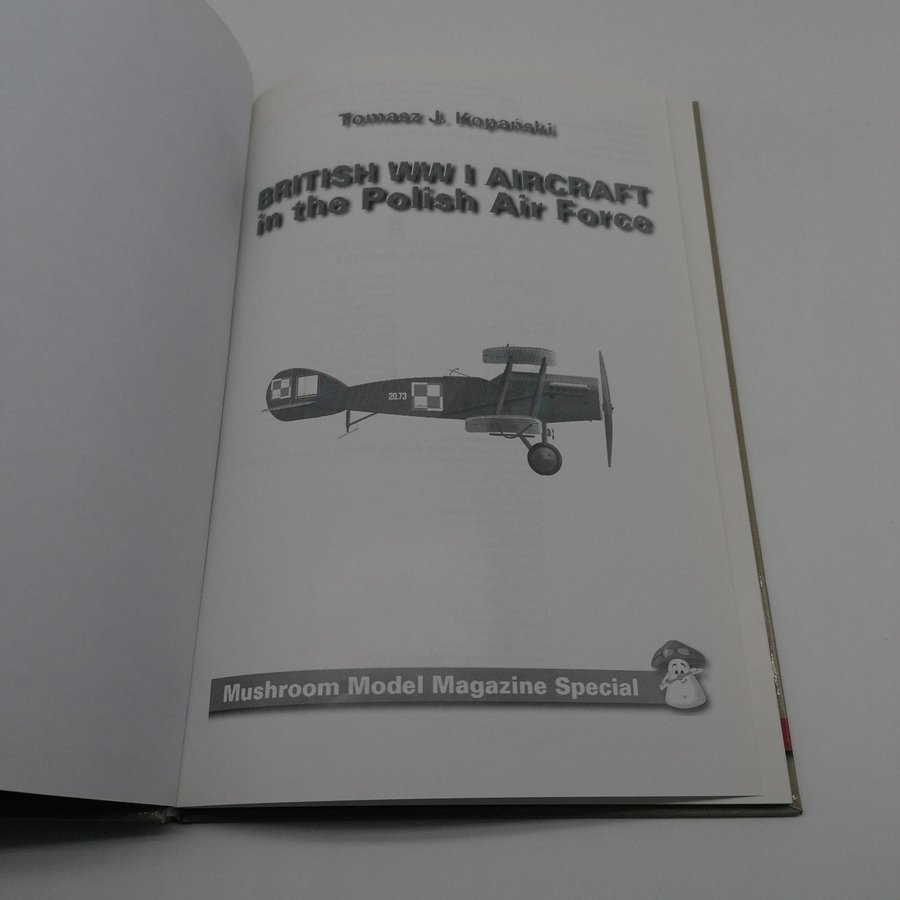 Tomasz J. Kopański
BRITISH WW I AIRCRAFT
in the Polish Air Force
20.73
Mushroom Model Magazine Special